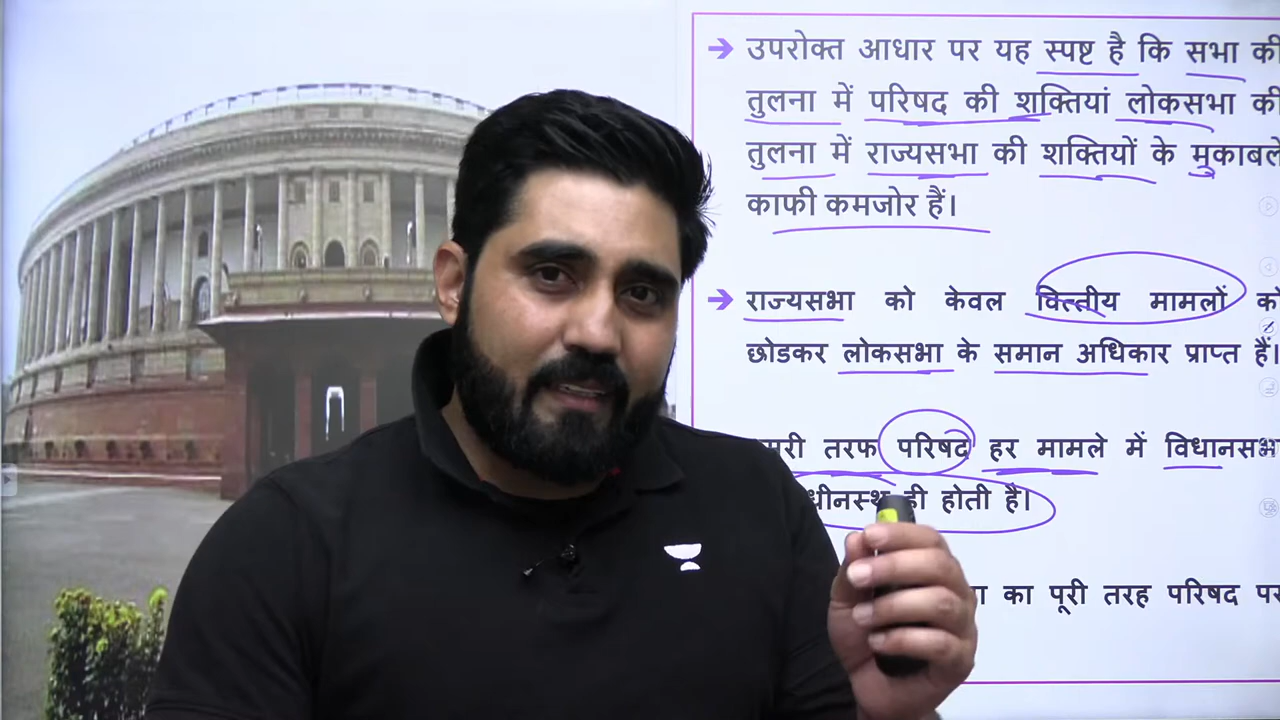 उपरोक्त आधार पर यह स्पष्ट है कि सभा की
तुलना में परिषद की शक्तियां लोकसभा की
तुलना में राज्यसभा की शक्तियों के मुकाबले
काफी कमजोर हैं।
राज्यसभा को केवल वित्तीय मामलों को
छोडकर लोकसभा के समान अधिकार प्राप्त हैं।
तरफ परिषद हर मामले में
ही होती है।
का पूरी तरह परिषद पर